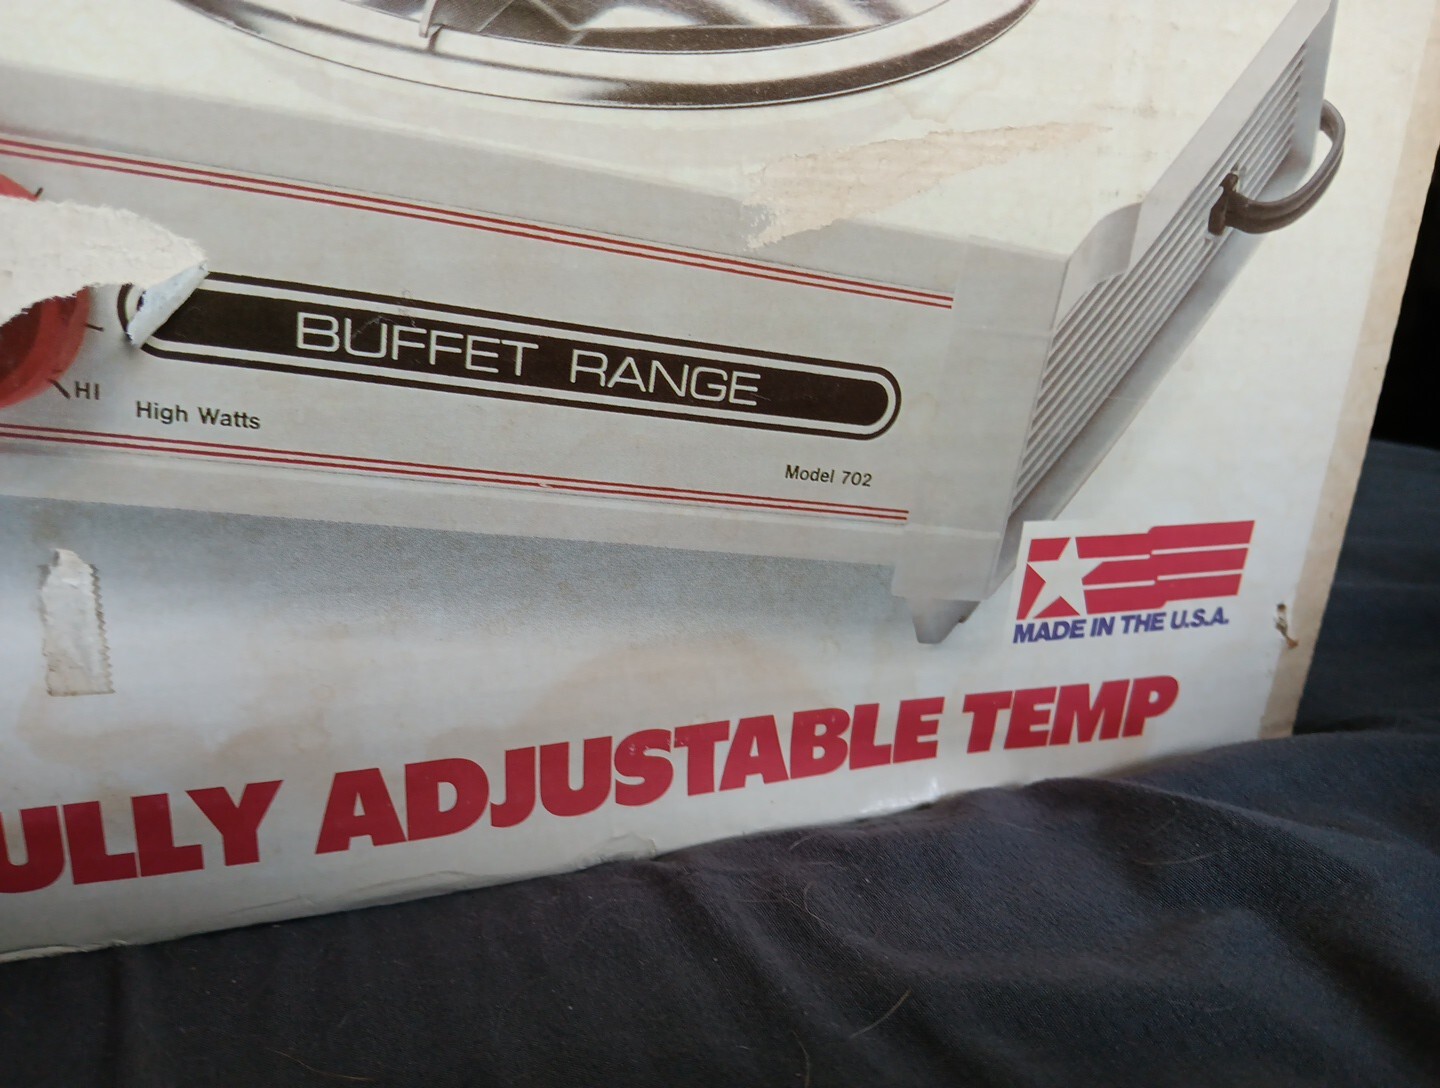 BUFFET RANGE
HI
High Watts
Model 702
MADE IN THE U.S.A.
ULLY ADJUSTABLE TEMP